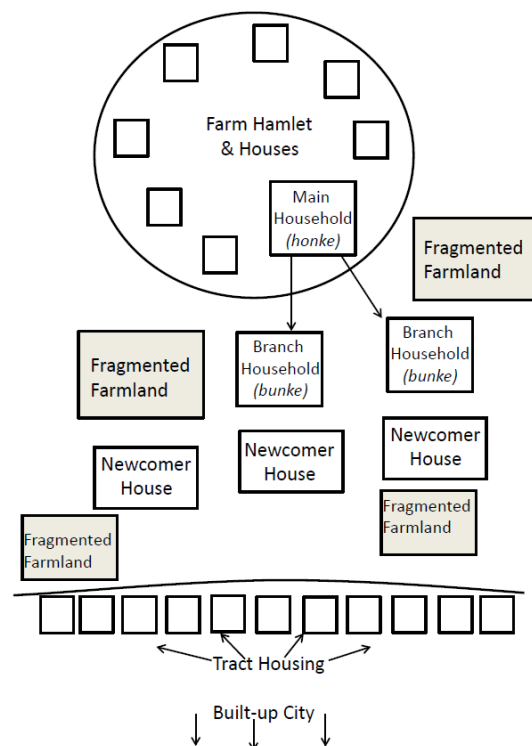 Farm Hamlet
& Houses
Main
Household
(honke)
Fragmented
Farmland
Branch
Household
(bunke)
Branch
Household
(bunke)
Fragmented
Farmland
Newcomer
House
Newcomer
House
Newcomer
House
Fragmented
Farmland
Fragmented
Farmland
Tract Housing
Built-up City